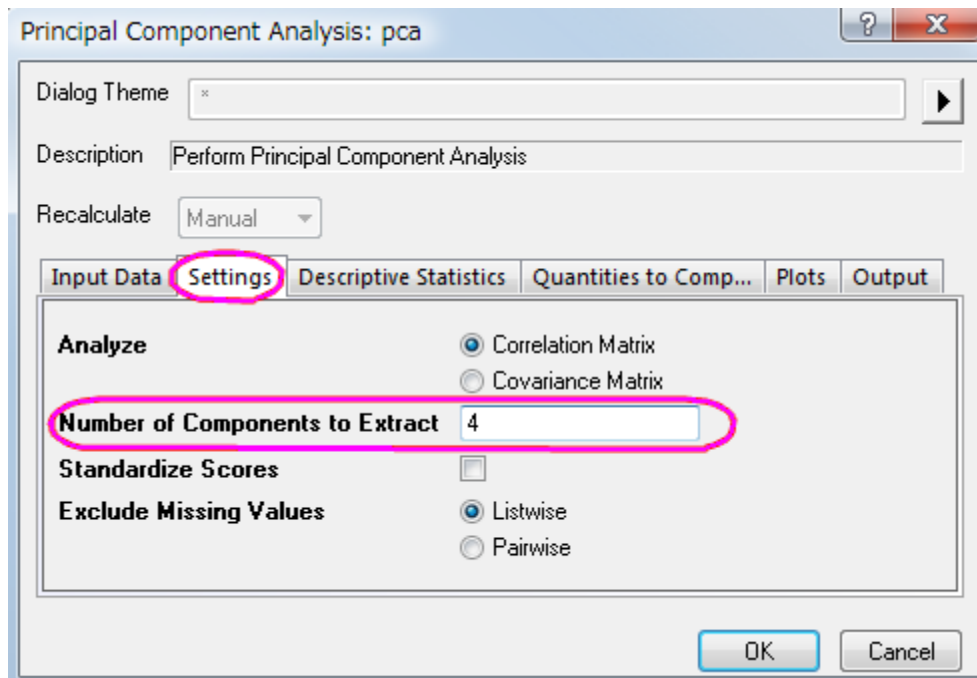 Principal Component Analysis: pca
Dialog Theme *
Description Perform Principal Component Analysis
Recalculate Manual
Input Data Settings Descriptive Statistics Quantities to Comp... Plots Output
Analyze Correlation Matrix
Covariance Matrix
Number of Components to Extract 4
Standardize Scores
Exclude Missing Values Listwise
Pairwise
OK Cancel